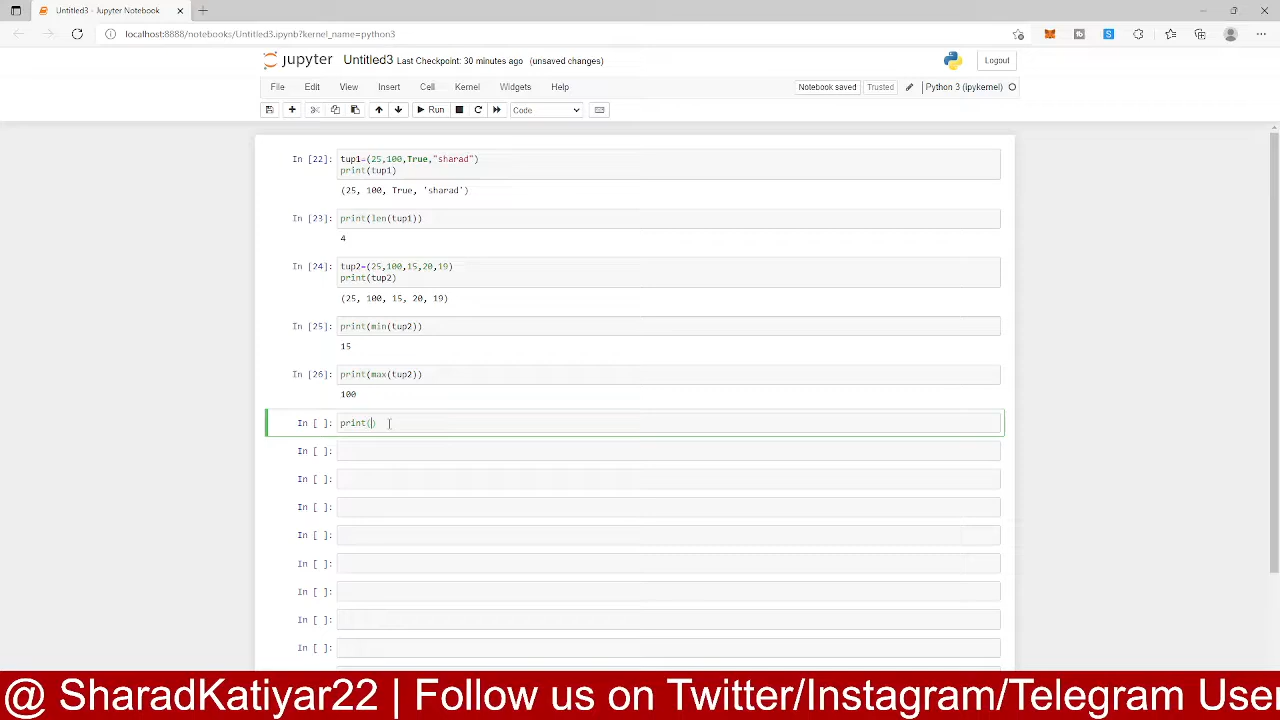 Untitled3 - Jupyter Notebook
localhost:8888/notebooks/Untitled3.ipynb?kernel_name=python3
jupyter Untitled3 Last Checkpoint: 30 minutes ago (unsaved changes) Logout
File Edit View Insert Cell Kernel Widgets Help Notebook saved Trusted Python 3 (ipykernel)
Run Code
In [22]: tup1=(25,100,True,"sharad")
print(tup1)
(25, 100, True, 'sharad')
In [23]: print(len(tup1))
4
In [24]: tup2=(25,100,15,20,19)
print(tup2)
(25, 100, 15, 20, 19)
In [25]: print(min(tup2))
15
In [26]: print(max(tup2))
100
In [ ]: print()
In [ ]:
In [ ]:
In [ ]:
In [ ]:
In [ ]:
In [ ]:
In [ ]:
In [ ]:
@ SharadKatiyar22 | Follow us on Twitter/Instagram/Telegram Use